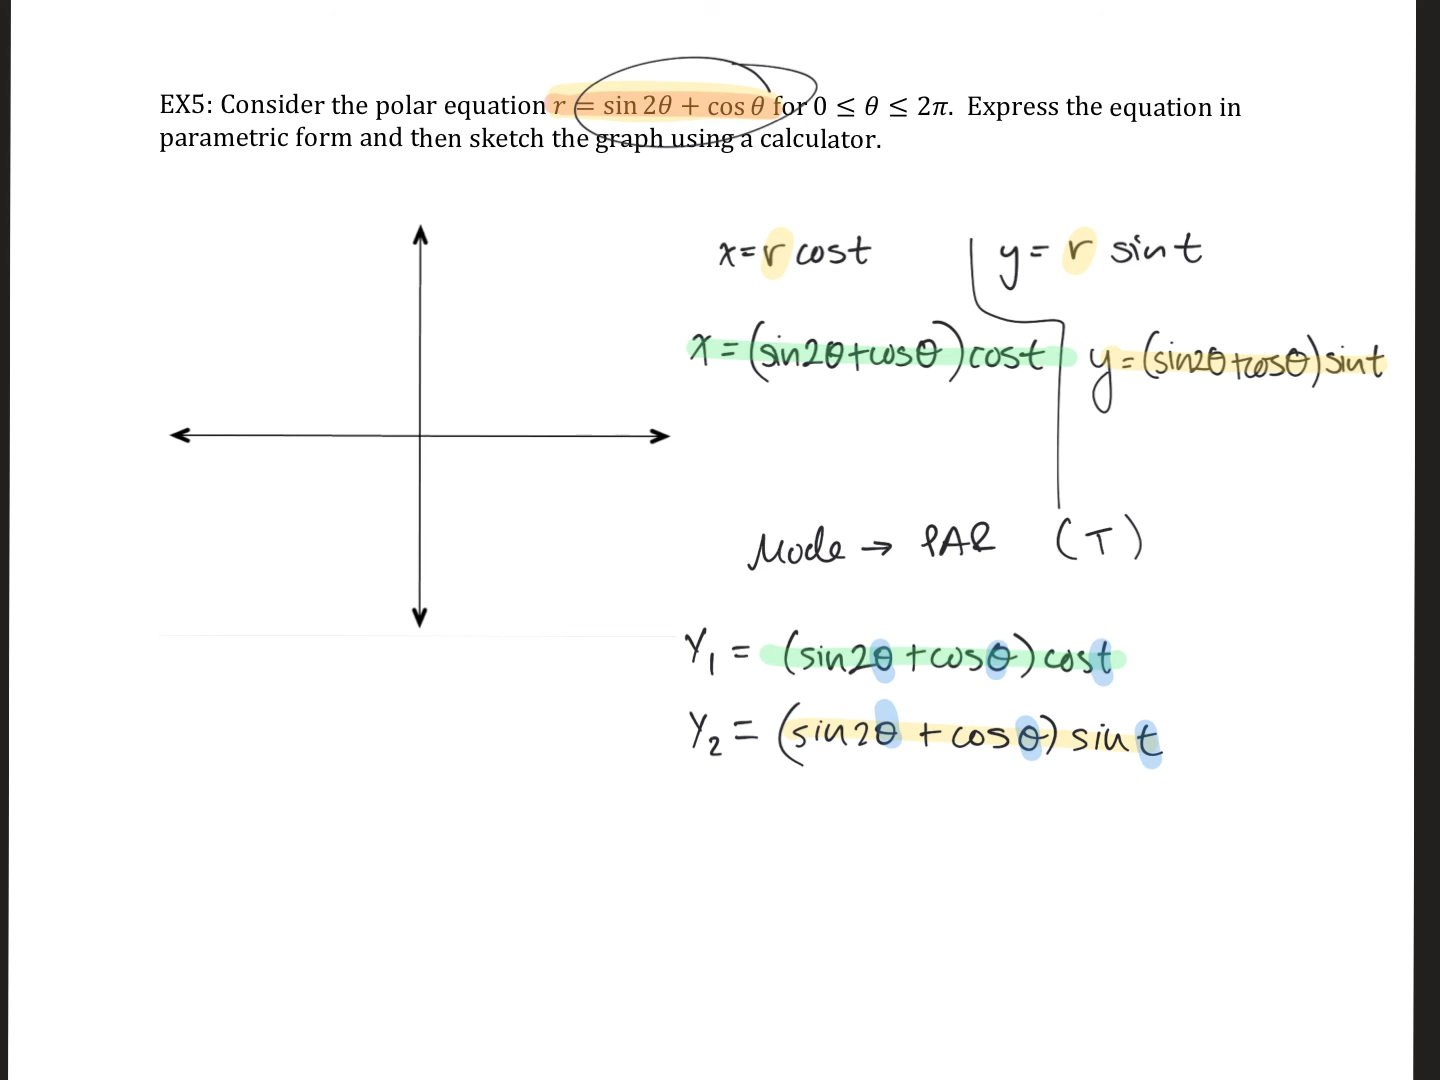 EX5: Consider the polar equation r = sin 2θ + cos θ for 0 ≤ θ ≤ 2π. Express the equation in
parametric form and then sketch the graph using a calculator.
x = r cost
y = r sint
x = (sin2θ+cosθ)cost
y = (sin2θ+cosθ)sint
Mode → PAR (T)
Y₁ = (sin2θ+cosθ)cost
Y₂ = (sin2θ+cosθ)sint